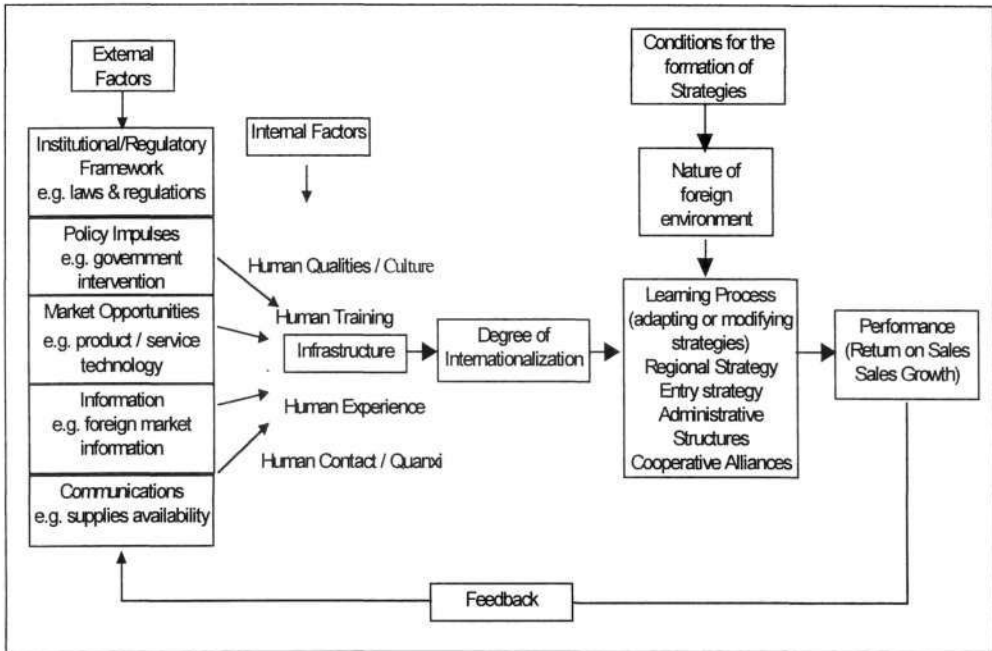 External
Factors
Institutional/Regulatory
Framework
e.g. laws & regulations
Policy Impulses
e.g. government
intervention
Market Opportunities
e.g. product / service
technology
Information
e.g. foreign market
information
Communications
e.g. supplies availability
Internal Factors
Human Qualities / Culture
Human Training
Infrastructure
Human Experience
Human Contact / Quanxi
Degree of
Internationalization
Conditions for the
formation of
Strategies
Nature of
foreign
environment
Learning Process
(adapting or modifying
strategies)
Regional Strategy
Entry strategy
Administrative
Structures
Cooperative Alliances
Performance
(Return on Sales
Sales Growth)
Feedback